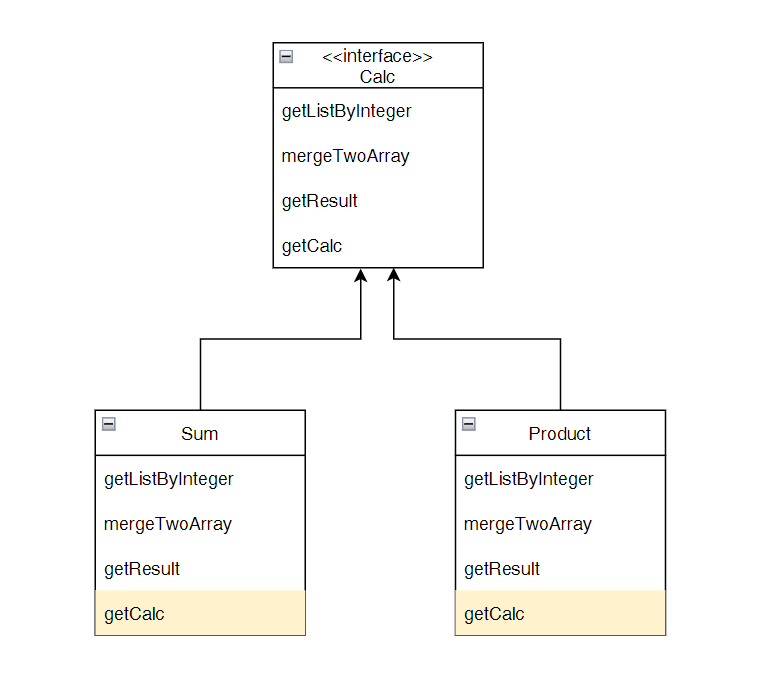 <<interface>>
Calc
getListByInteger
mergeTwoArray
getResult
getCalc
Sum
getListByInteger
mergeTwoArray
getResult
getCalc
Product
getListByInteger
mergeTwoArray
getResult
getCalc